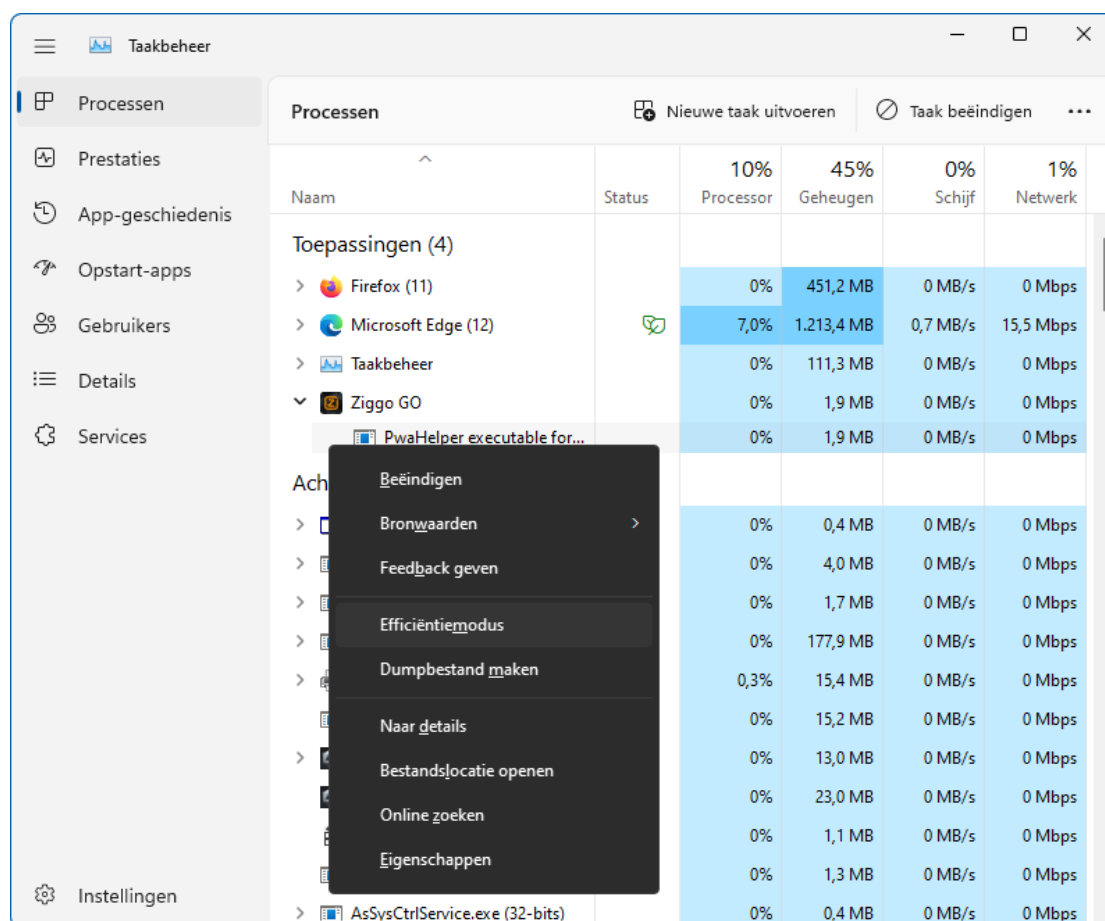 Taakbeheer
Processen
Prestaties
App-geschiedenis
Opstart-apps
Gebruikers
Details
Services
Instellingen
Processen
Nieuwe taak uitvoeren
Taak beëindigen
10% 45% 0% 1%
Naam Status Processor Geheugen Schijf Netwerk
Toepassingen (4)
Firefox (11) 0% 451,2 MB 0 MB/s 0 Mbps
Microsoft Edge (12) 7,0% 1.213,4 MB 0,7 MB/s 15,5 Mbps
Taakbeheer 0% 111,3 MB 0 MB/s 0 Mbps
Ziggo GO 0% 1,9 MB 0 MB/s 0 Mbps
PwaHelper executable for... 0% 1,9 MB 0 MB/s 0 Mbps
Ach
0% 0,4 MB 0 MB/s 0 Mbps
0% 4,0 MB 0 MB/s 0 Mbps
0% 1,7 MB 0 MB/s 0 Mbps
0% 177,9 MB 0 MB/s 0 Mbps
0,3% 15,4 MB 0 MB/s 0 Mbps
0% 15,2 MB 0 MB/s 0 Mbps
0% 13,0 MB 0 MB/s 0 Mbps
0% 23,0 MB 0 MB/s 0 Mbps
0% 1,1 MB 0 MB/s 0 Mbps
0% 1,3 MB 0 MB/s 0 Mbps
AsSysCtrlService.exe (32-bits) 0% 0,4 MB 0 MB/s 0 Mbps
Beëindigen
Bronwaarden
Feedback geven
Efficiëntiemodus
Dumpbestand maken
Naar details
Bestandslocatie openen
Online zoeken
Eigenschappen